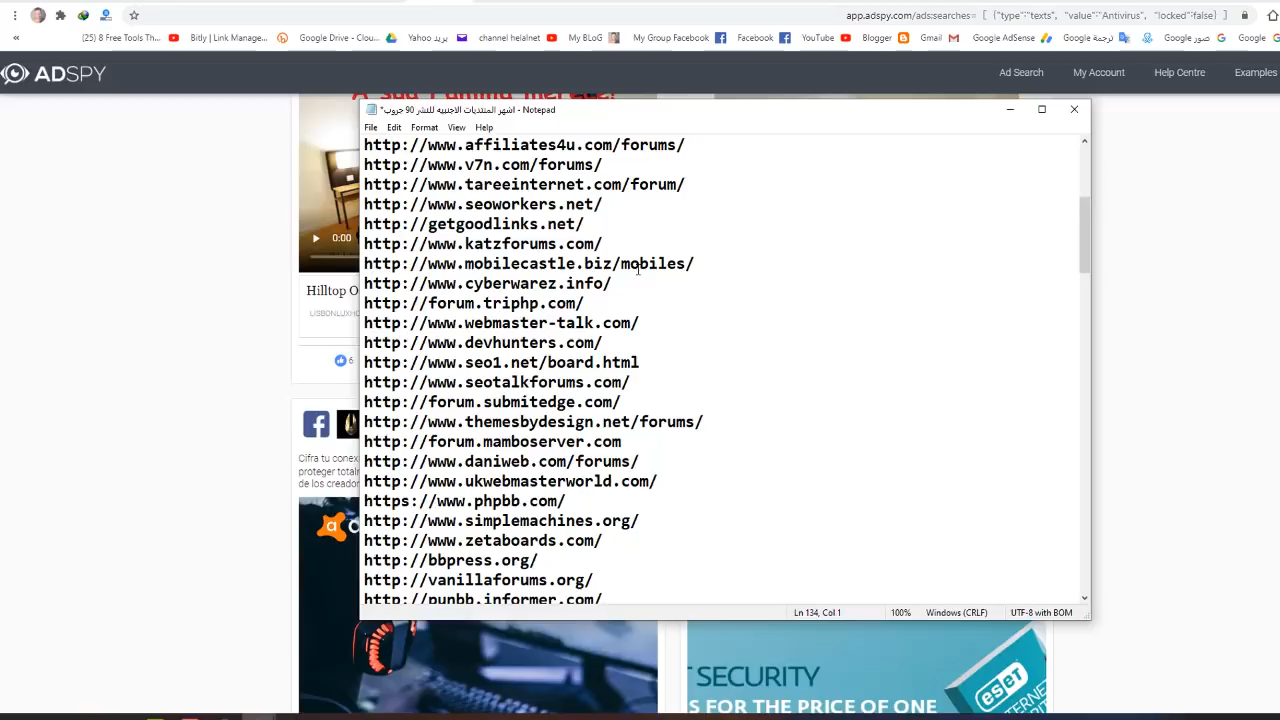 app.adspy.com/ads:searches= [ {"type":"texts", "value":"Antivirus", "locked":false} ]
(25) 8 Free Tools Th...
Bitly | Link Manage...
Google Drive - Clou...
بريد Yahoo
channel helalnet
My BLoG
My Group Facebook
Facebook
YouTube
Blogger
Gmail
Google AdSense
ترجمة Google
صور Google
Google
ADSPY
Ad Search
My Account
Help Centre
Examples
اشهر المنتديات الاجنبيه للنشر 90 جروب* - Notepad
File Edit Format View Help
http://www.affiliates4u.com/forums/
http://www.v7n.com/forums/
http://www.tareeinternet.com/forum/
http://www.seoworkers.net/
http://getgoodlinks.net/
http://www.katzforums.com/
http://www.mobilecastle.biz/mobiles/
http://www.cyberwarez.info/
http://forum.triphp.com/
http://www.webmaster-talk.com/
http://www.devhunters.com/
http://www.seo1.net/board.html
http://www.seotalkforums.com/
http://forum.submitedge.com/
http://www.themesbydesign.net/forums/
http://forum.mamboserver.com
http://www.daniweb.com/forums/
http://www.ukwebmasterworld.com/
https://www.phpbb.com/
http://www.simplemachines.org/
http://www.zetaboards.com/
http://bbpress.org/
http://vanillaforums.org/
http://punbb.informer.com/
Ln 134, Col 1
100%
Windows (CRLF)
UTF-8 with BOM
0:00
Hilltop O
LISBONLUXHO
6
Cifra tu conex
proteger total
de los creador
SECURITY
S FOR THE PRICE OF ONE
eset